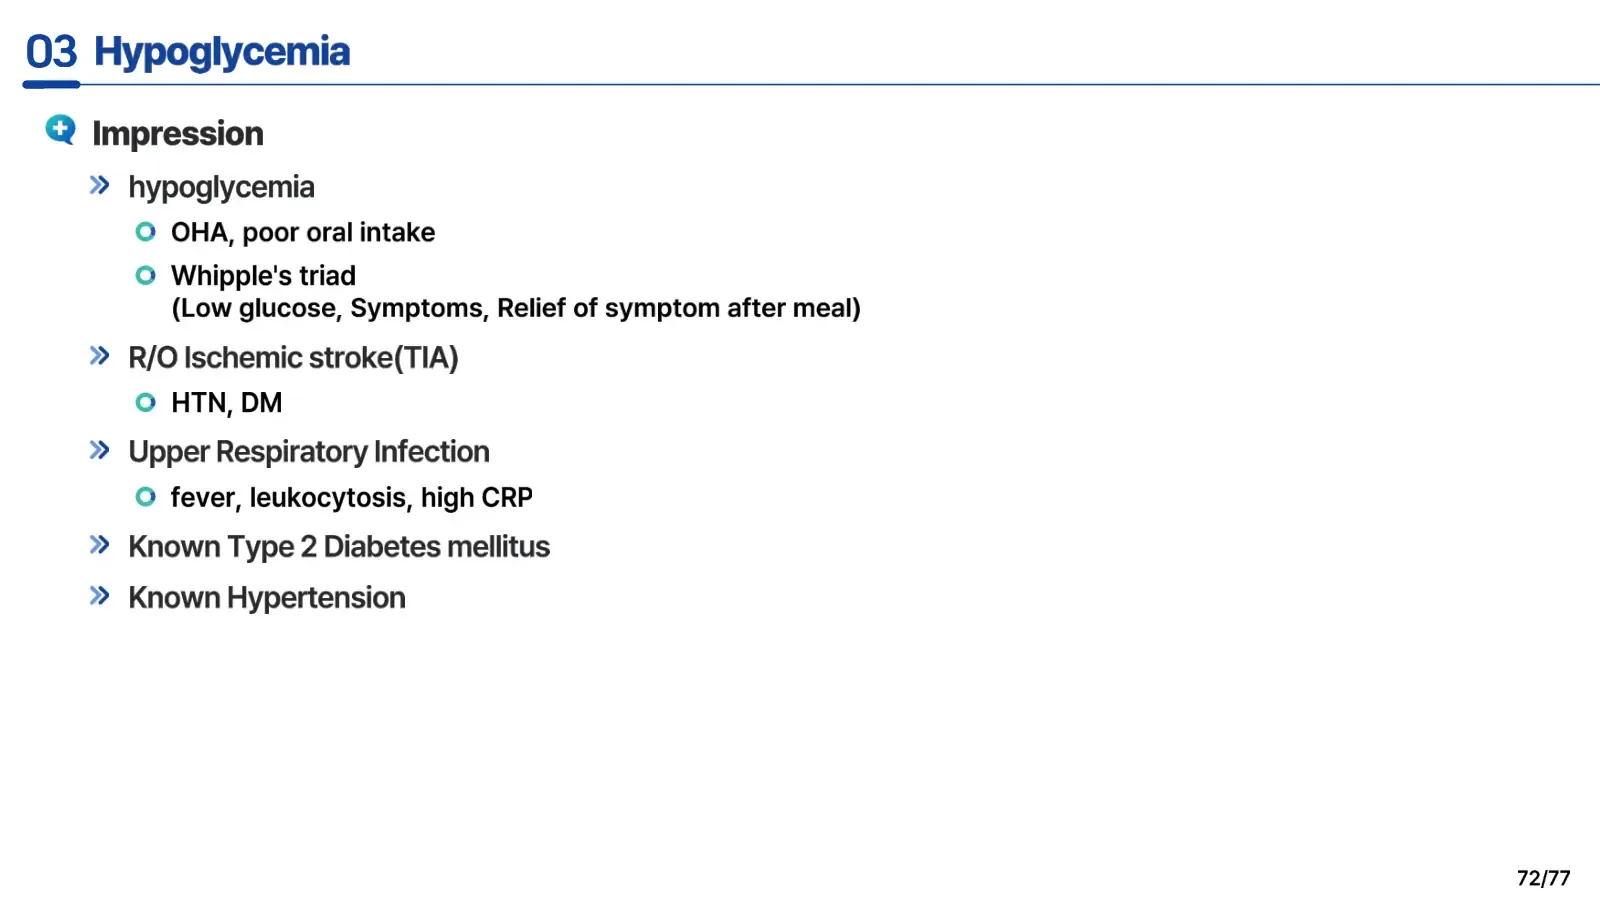 03 Hypoglycemia
Impression
hypoglycemia
OHA, poor oral intake
Whipple's triad
(Low glucose, Symptoms, Relief of symptom after meal)
R/O Ischemic stroke(TIA)
HTN, DM
Upper Respiratory Infection
fever, leukocytosis, high CRP
Known Type 2 Diabetes mellitus
Known Hypertension
72/77